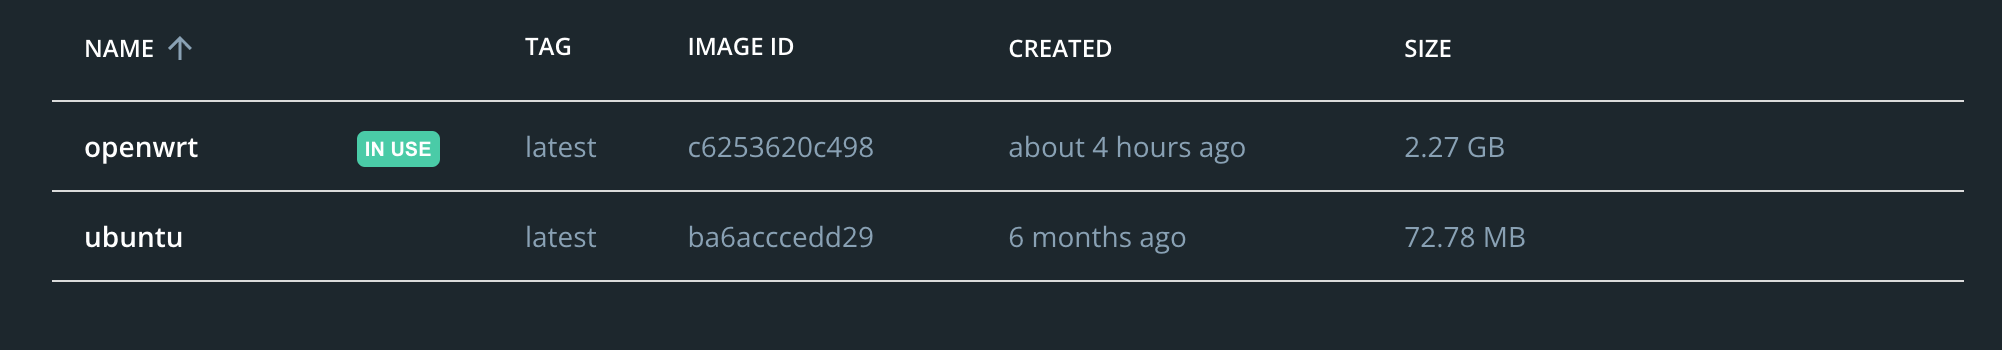 NAME TAG IMAGE ID CREATED SIZE
openwrt IN USE latest c6253620c498 about 4 hours ago 2.27 GB
ubuntu latest ba6acccedd29 6 months ago 72.78 MB